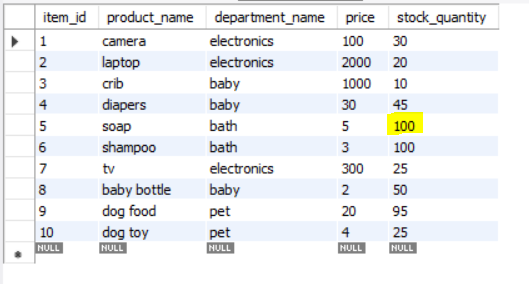 item_id product_name department_name price stock_quantity
1 camera electronics 100 30
2 laptop electronics 2000 20
3 crib baby 1000 10
4 diapers baby 30 45
5 soap bath 5 100
6 shampoo bath 3 100
7 tv electronics 300 25
8 baby bottle baby 2 50
9 dog food pet 20 95
10 dog toy pet 4 25
NULL NULL NULL NULL NULL